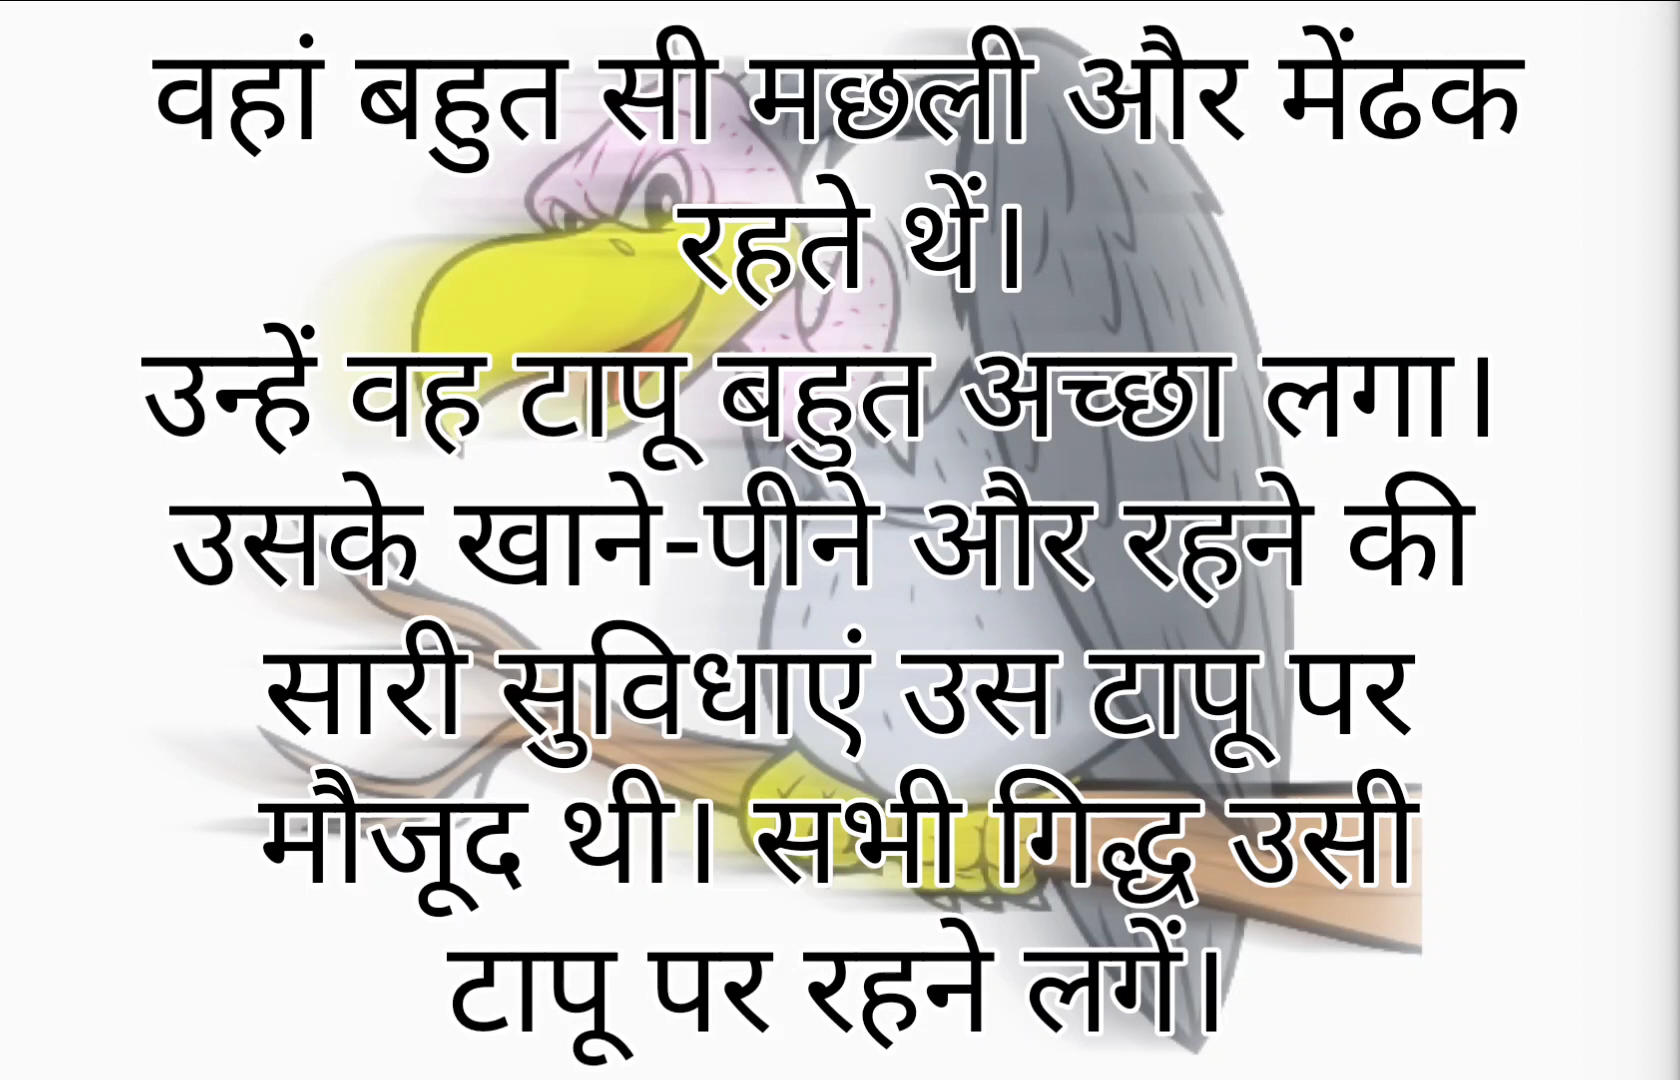 वहां बहुत सी मछली और मेंढक
रहते थें।
उन्हें वह टापू बहुत अच्छा लगा।
उसके खाने-पीने और रहने की
सारी सुविधाएं उस टापू पर
मौजूद थी। सभी गिद्ध उसी
टापू पर रहने लगें।